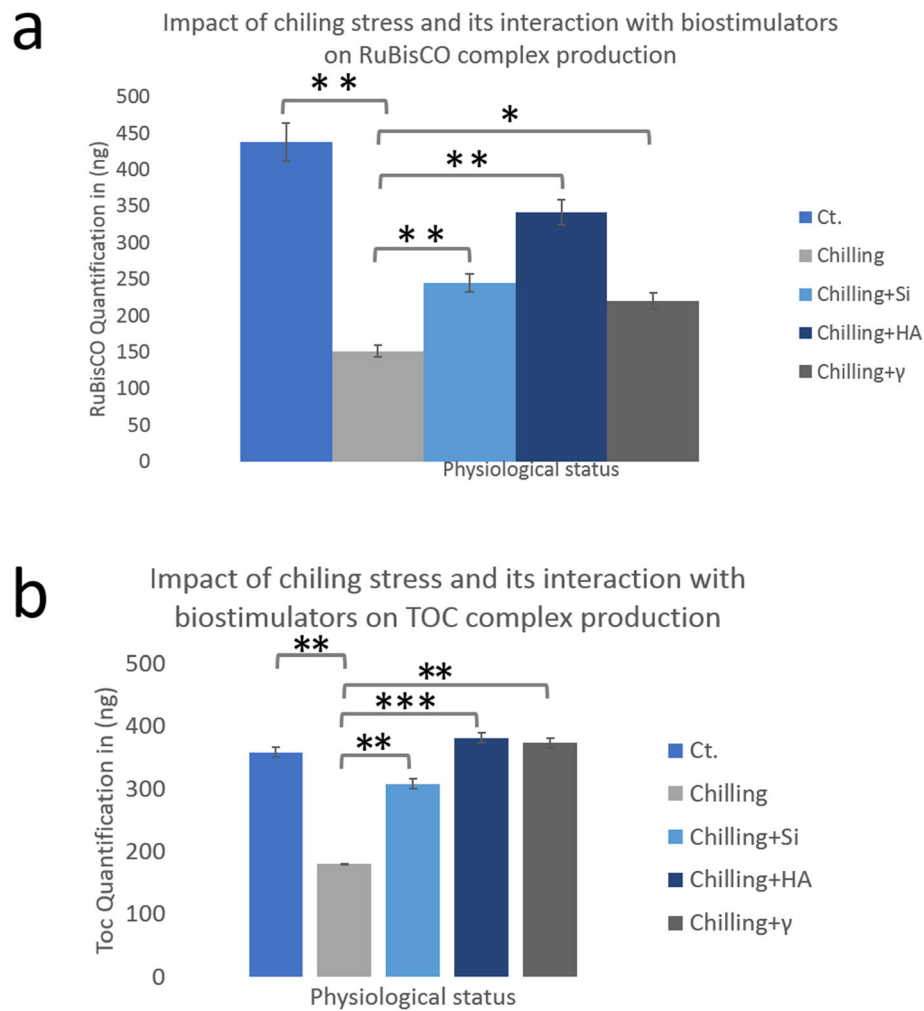 a
Impact of chiling stress and its interaction with biostimulators
on RuBisCO complex production
RuBisCO Quantification in (ng)
500
450
400
350
300
250
200
150
100
50
0
* *
*
**
* *
Physiological status
Ct.
Chilling
Chilling+Si
Chilling+HA
Chilling+γ
b
Impact of chiling stress and its interaction with
biostimulators on TOC complex production
Toc Quantification in (ng)
500
400
300
200
100
0
**
**
***
**
Physiological status
Ct.
Chilling
Chilling+Si
Chilling+HA
Chilling+γ